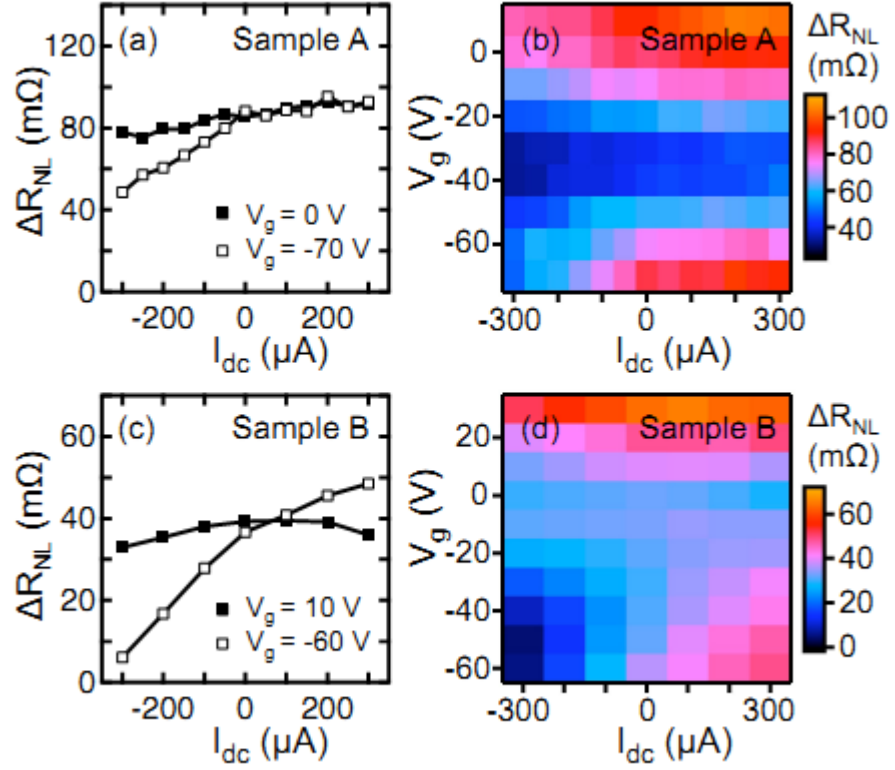 (a) Sample A
120
80
40
0
ΔR_NL (mΩ)
■ V_g = 0 V
□ V_g = -70 V
-200 0 200
I_dc (µA)
(b) Sample A
0
-20
-40
-60
V_g (V)
-300 0 300
I_dc (µA)
ΔR_NL
(mΩ)
100
80
60
40
(c) Sample B
60
40
20
0
ΔR_NL (mΩ)
■ V_g = 10 V
□ V_g = -60 V
-200 0 200
I_dc (µA)
(d) Sample B
20
0
-20
-40
-60
V_g (V)
-300 0 300
I_dc (µA)
ΔR_NL
(mΩ)
60
40
20
0